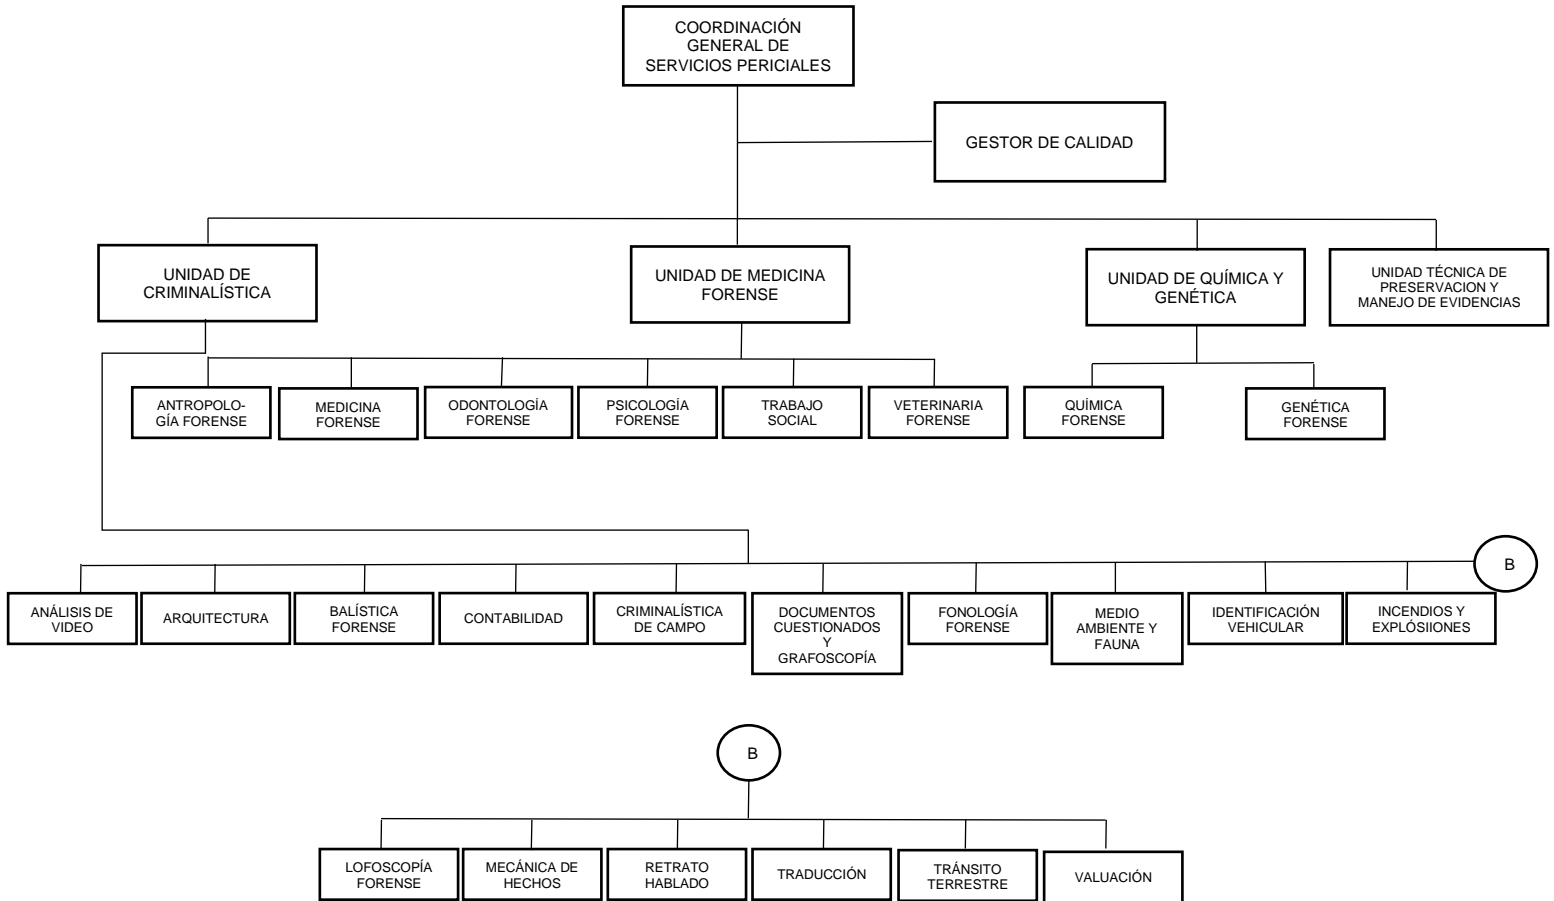 COORDINACIÓN
GENERAL DE
SERVICIOS PERICIALES
GESTOR DE CALIDAD
UNIDAD DE
CRIMINALÍSTICA
UNIDAD DE MEDICINA
FORENSE
UNIDAD DE QUÍMICA Y
GENÉTICA
UNIDAD TÉCNICA DE
PRESERVACION Y
MANEJO DE EVIDENCIAS
ANTROPOLO-
GÍA FORENSE
MEDICINA
FORENSE
ODONTOLOGÍA
FORENSE
PSICOLOGÍA
FORENSE
TRABAJO
SOCIAL
VETERINARIA
FORENSE
QUÍMICA
FORENSE
GENÉTICA
FORENSE
B
ANÁLISIS DE
VIDEO
ARQUITECTURA
BALÍSTICA
FORENSE
CONTABILIDAD
CRIMINALÍSTICA
DE CAMPO
DOCUMENTOS
CUESTIONADOS
Y
GRAFOSCOPÍA
FONOLOGÍA
FORENSE
MEDIO
AMBIENTE Y
FAUNA
IDENTIFICACIÓN
VEHICULAR
INCENDIOS Y
EXPLÓSIIONES
B
LOFOSCOPÍA
FORENSE
MECÁNICA DE
HECHOS
RETRATO
HABLADO
TRADUCCIÓN
TRÁNSITO
TERRESTRE
VALUACIÓN